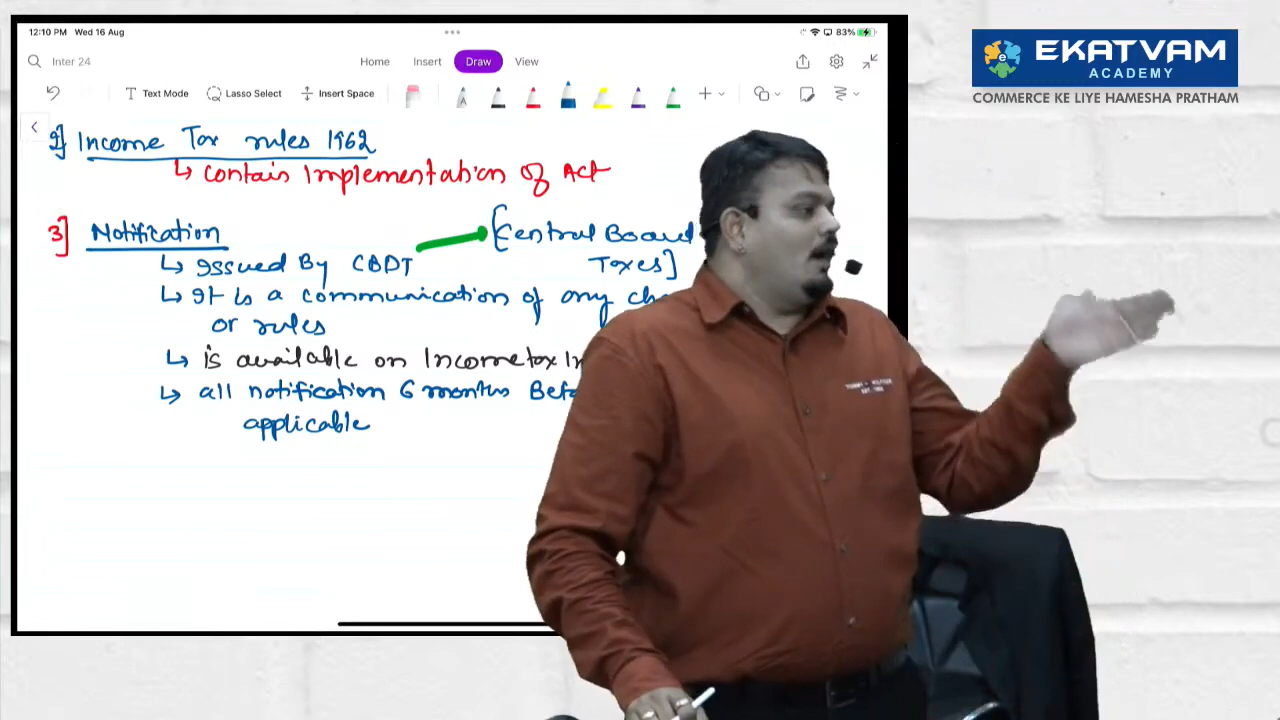 12:10 PM Wed 16 Aug
83%
Inter 24
Home Insert Draw View
Text Mode Lasso Select Insert Space
EKATVAM
ACADEMY
COMMERCE KE LIYE HAMESHA PRATHAM
2] Income Tax rules 1962
↳ contain Implementation of Act
3] Notification
[Central Board
↳ Issued By CBDT
Taxes]
↳ It is a communication of any
or rules
↳ is available on Incometax
↳ all notification 6 months
applicable